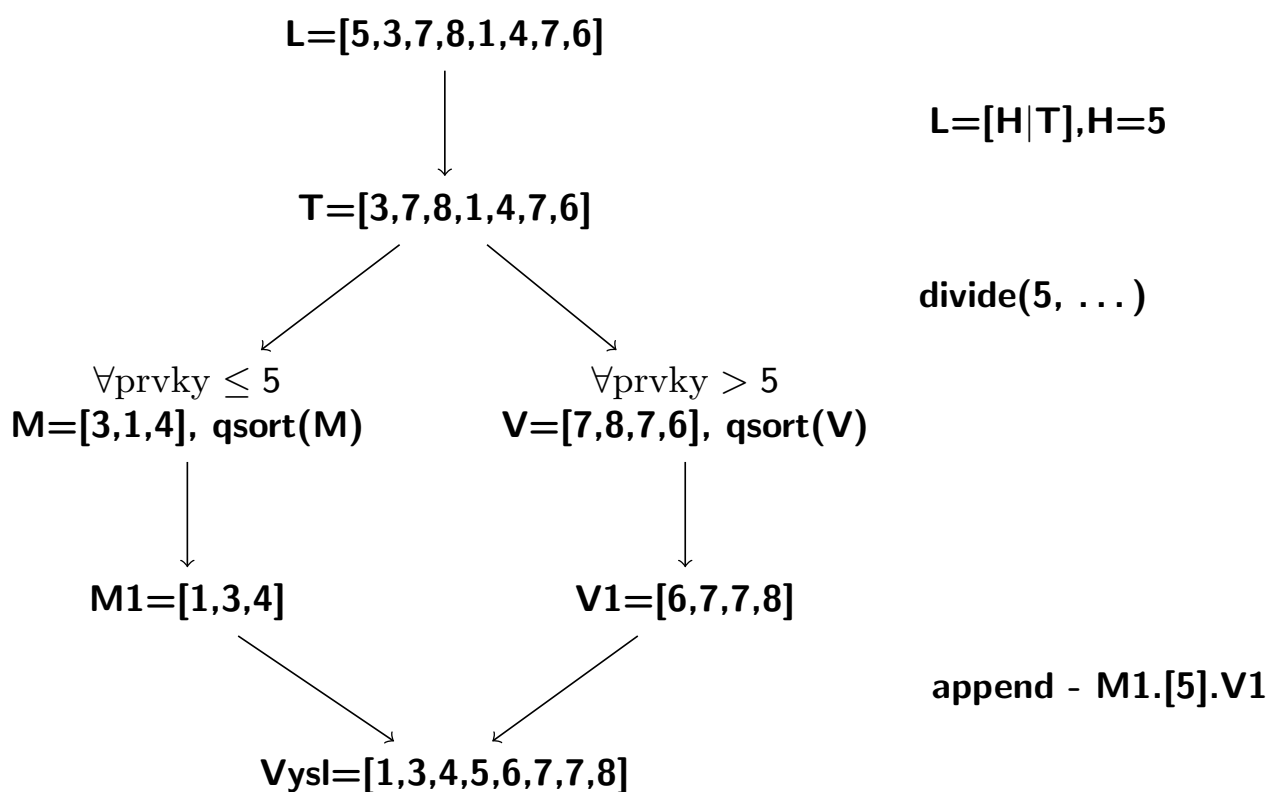 L=[5,3,7,8,1,4,7,6]
L=[H|T],H=5
T=[3,7,8,1,4,7,6]
divide(5, ...)
∀prvky ≤ 5
∀prvky > 5
M=[3,1,4], qsort(M)
V=[7,8,7,6], qsort(V)
M1=[1,3,4]
V1=[6,7,7,8]
append - M1.[5].V1
Vysl=[1,3,4,5,6,7,7,8]